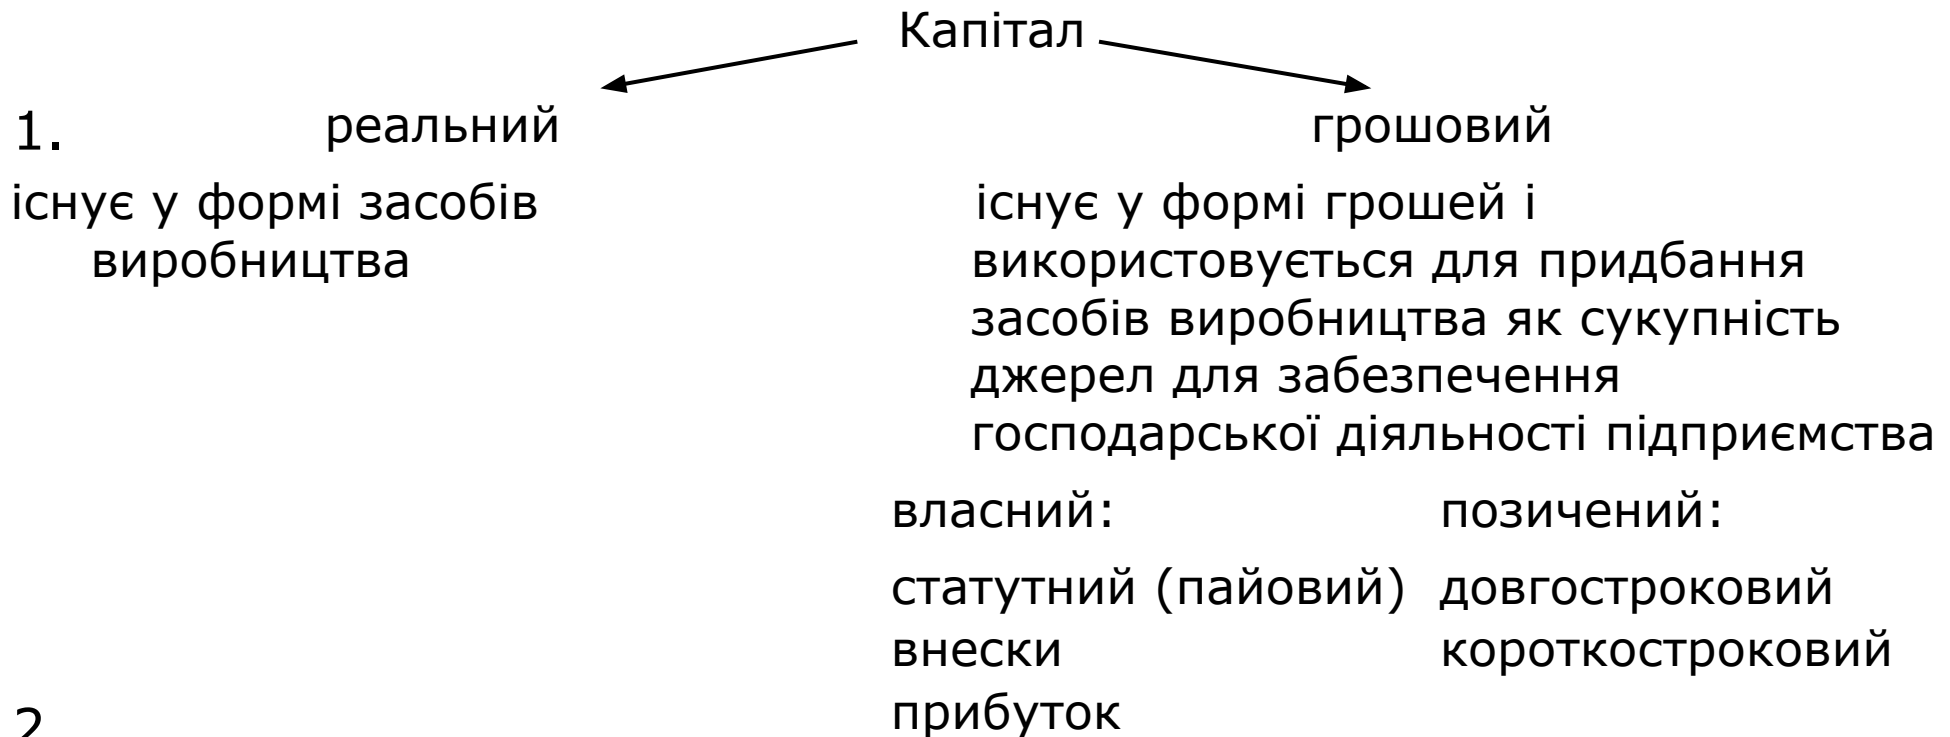 Капітал
1. реальний грошовий
існує у формі засобів
виробництва
існує у формі грошей і
використовується для придбання
засобів виробництва як сукупність
джерел для забезпечення
господарської діяльності підприємства
власний: позичений:
статутний (пайовий) довгостроковий
внески короткостроковий
прибуток
2